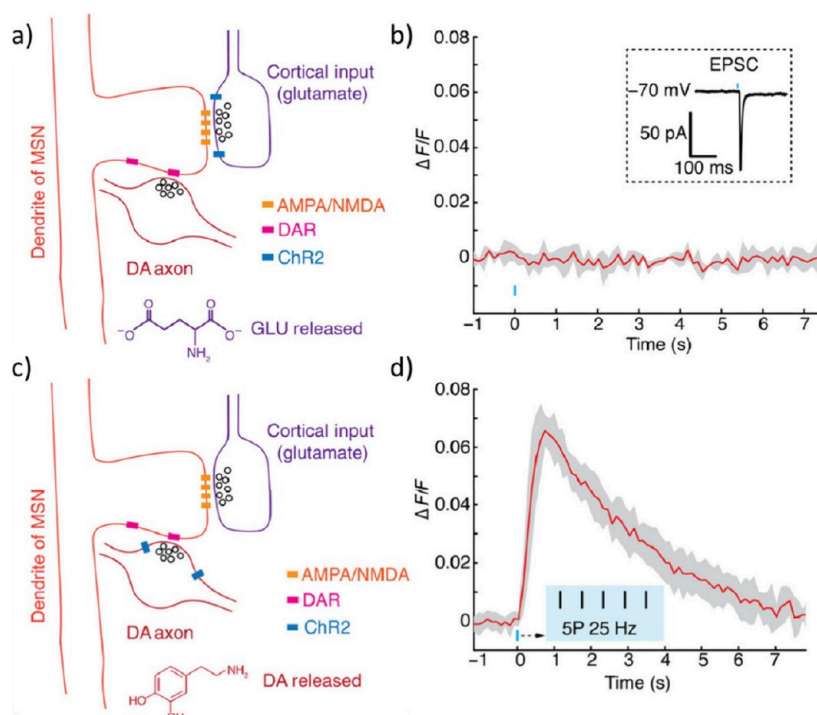 a)
Cortical input
(glutamate)
Dendrite of MSN
AMPA/NMDA
DAR
ChR2
DA axon
O
O
−O
O−
NH2
GLU released
b)
EPSC
−70 mV
50 pA
100 ms
0.08
0.06
0.04
0.02
0
Δ F/F
-1 0 1 2 3 4 5 6 7
Time (s)
c)
Cortical input
(glutamate)
Dendrite of MSN
AMPA/NMDA
DAR
ChR2
DA axon
NH2
HO
DA released
d)
0.08
0.06
0.04
0.02
0
Δ F/F
5P 25 Hz
-1 0 1 2 3 4 5 6 7
Time (s)